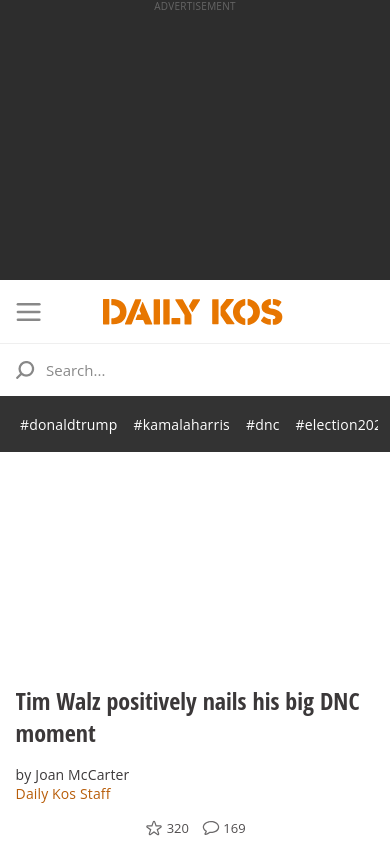 ADVERTISEMENT
DAILY KOS
Search...
#donaldtrump #kamalaharris #dnc
Tim Walz positively nails his big DNC
moment
by Joan McCarter
Daily Kos Staff
320 169